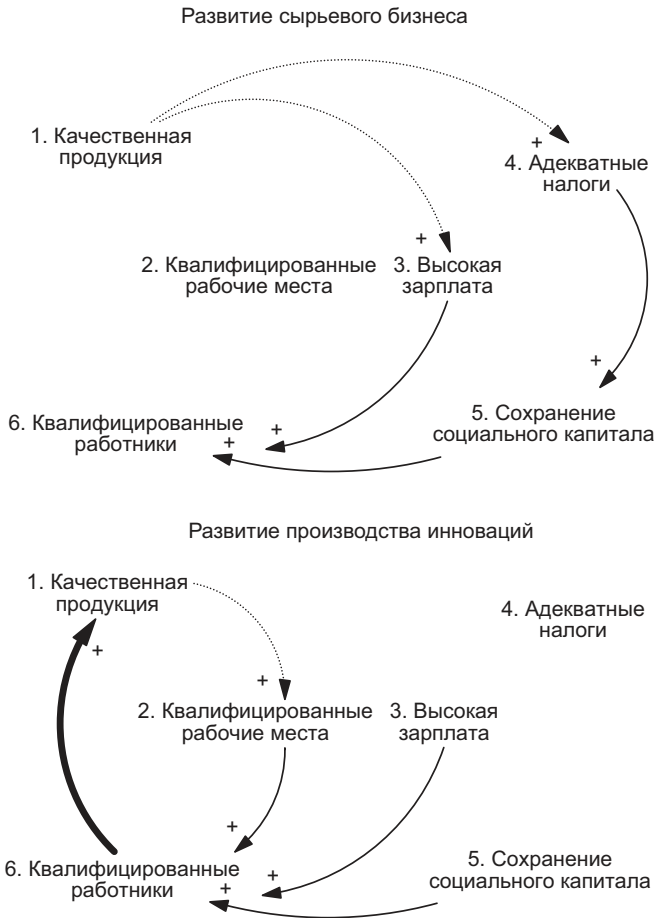 Развитие сырьевого бизнеса
1. Качественная
продукция
+
4. Адекватные
налоги
+
2. Квалифицированные
рабочие места
3. Высокая
зарплата
+
6. Квалифицированные
работники
+
+
5. Сохранение
социального капитала
Развитие производства инноваций
1. Качественная
продукция
+
4. Адекватные
налоги
+
2. Квалифицированные
рабочие места
3. Высокая
зарплата
+
6. Квалифицированные
работники
+
+
5. Сохранение
социального капитала